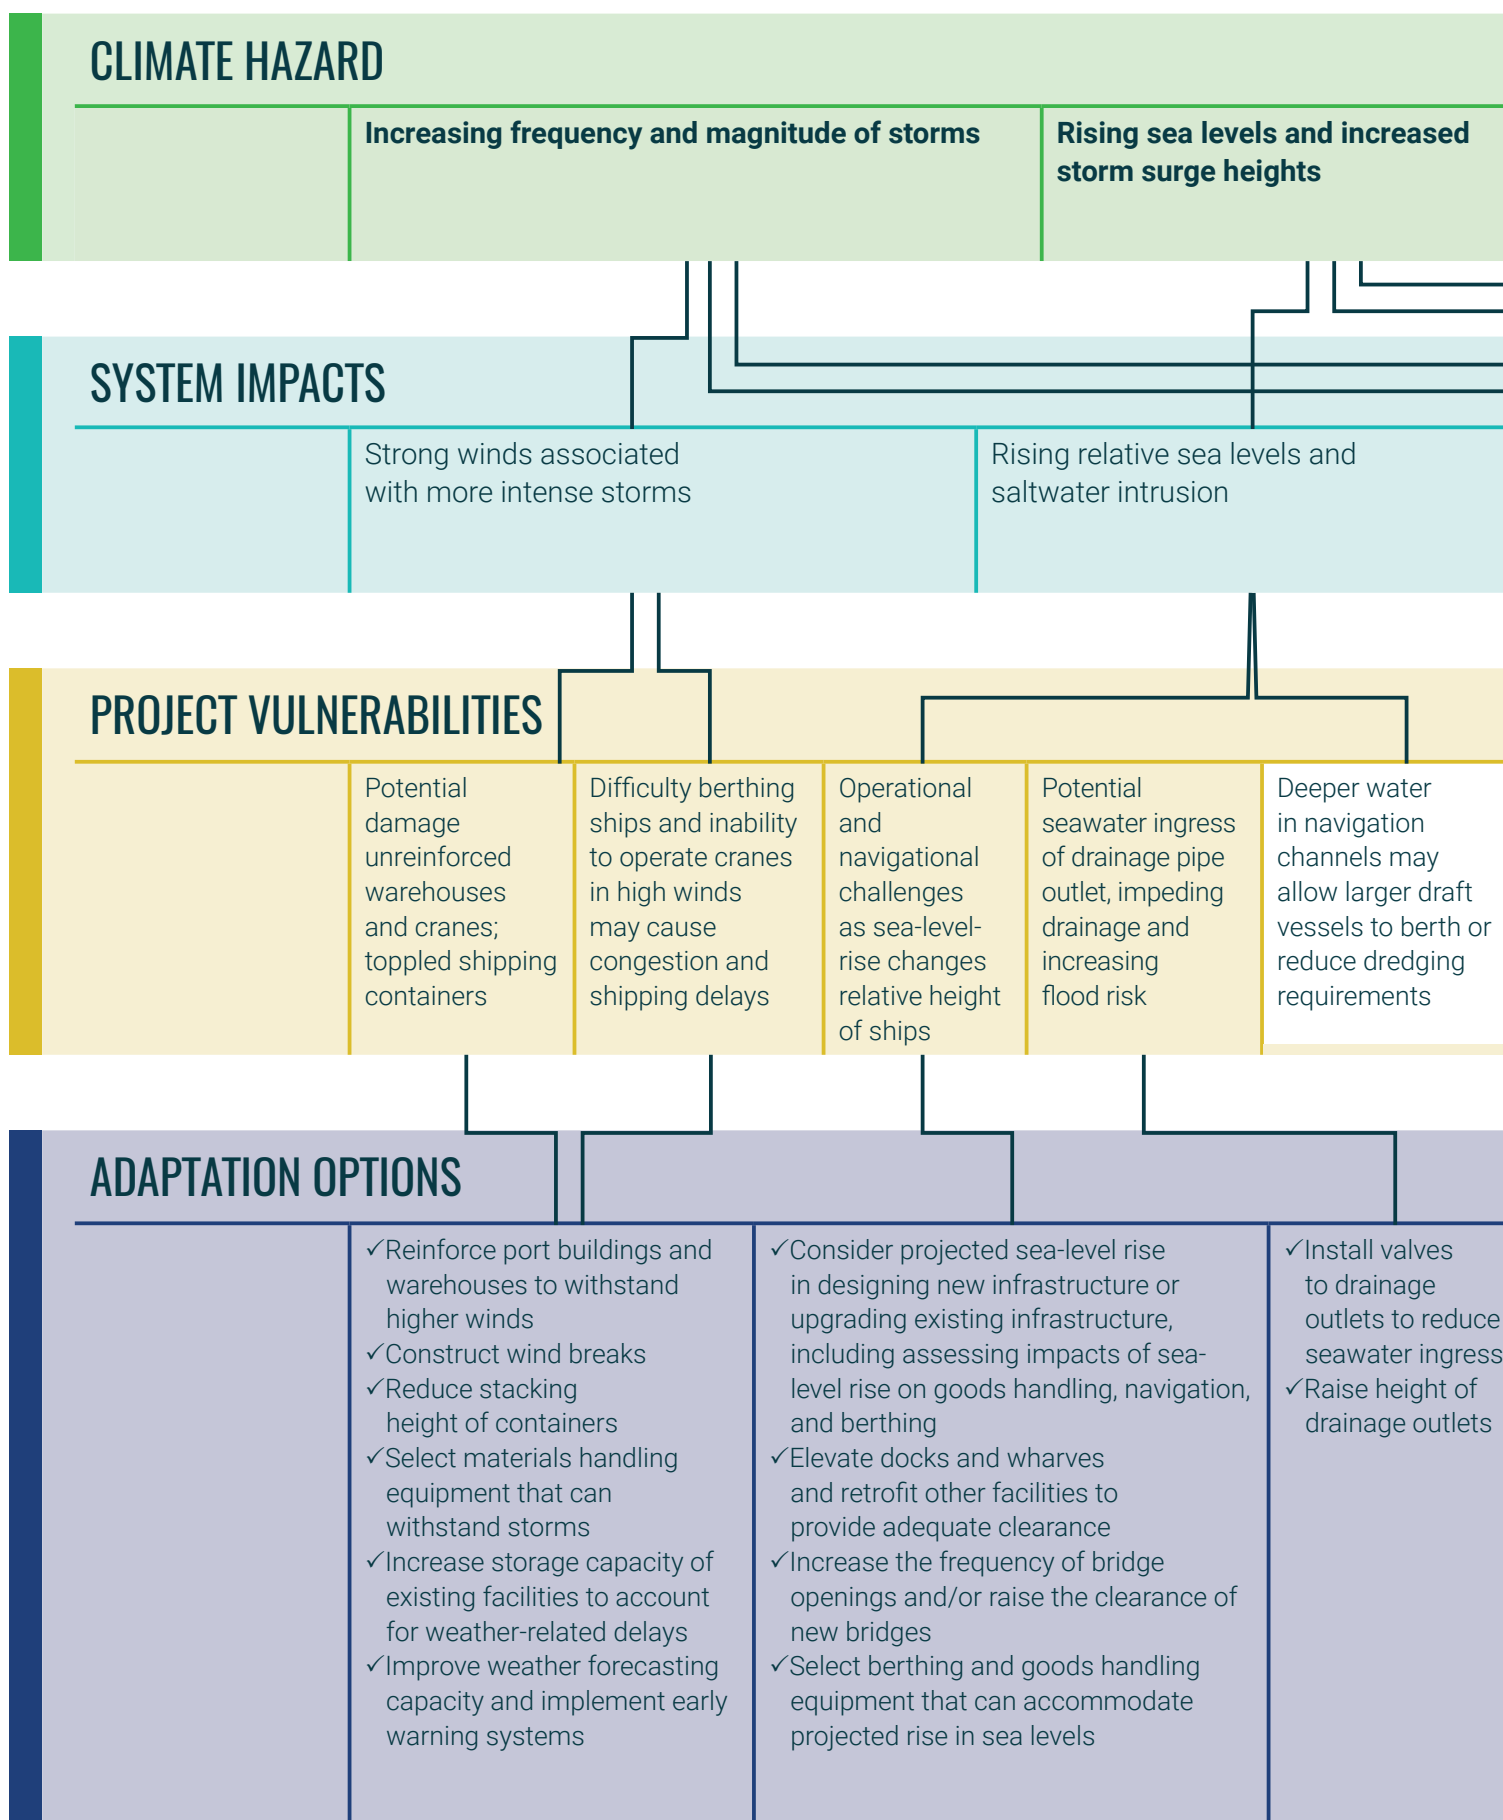 CLIMATE HAZARD
Increasing frequency and magnitude of storms
Rising sea levels and increased
storm surge heights
SYSTEM IMPACTS
Strong winds associated
with more intense storms
Rising relative sea levels and
saltwater intrusion
PROJECT VULNERABILITIES
Potential
damage
unreinforced
warehouses
and cranes;
toppled shipping
containers
Difficulty berthing
ships and inability
to operate cranes
in high winds
may cause
congestion and
shipping delays
Operational
and
navigational
challenges
as sea-level-
rise changes
relative height
of ships
Potential
seawater ingress
of drainage pipe
outlet, impeding
drainage and
increasing
flood risk
Deeper water
in navigation
channels may
allow larger draft
vessels to berth or
reduce dredging
requirements
ADAPTATION OPTIONS
✓Reinforce port buildings and
warehouses to withstand
higher winds
✓Construct wind breaks
✓Reduce stacking
height of containers
✓Select materials handling
equipment that can
withstand storms
✓Increase storage capacity of
existing facilities to account
for weather-related delays
✓Improve weather forecasting
capacity and implement early
warning systems
✓Consider projected sea-level rise
in designing new infrastructure or
upgrading existing infrastructure,
including assessing impacts of sea-
level rise on goods handling, navigation,
and berthing
✓Elevate docks and wharves
and retrofit other facilities to
provide adequate clearance
✓Increase the frequency of bridge
openings and/or raise the clearance of
new bridges
✓Select berthing and goods handling
equipment that can accommodate
projected rise in sea levels
✓Install valves
to drainage
outlets to reduce
seawater ingress
✓Raise height of
drainage outlets